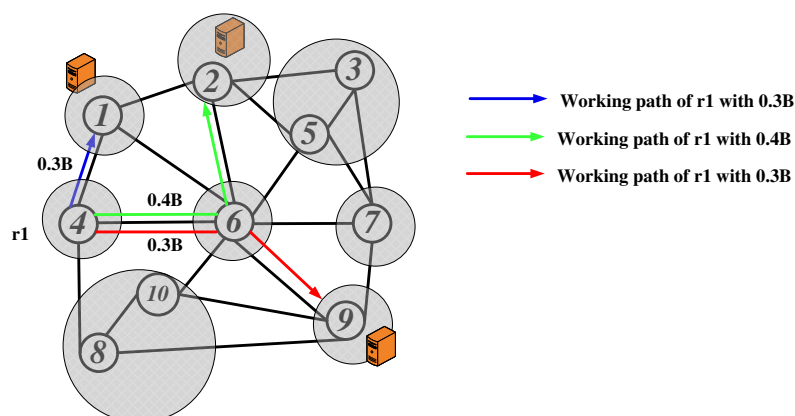 3
2
1
5
0.3B
0.4B
4
6
7
r1
0.3B
10
9
8
Working path of r1 with 0.3B
Working path of r1 with 0.4B
Working path of r1 with 0.3B